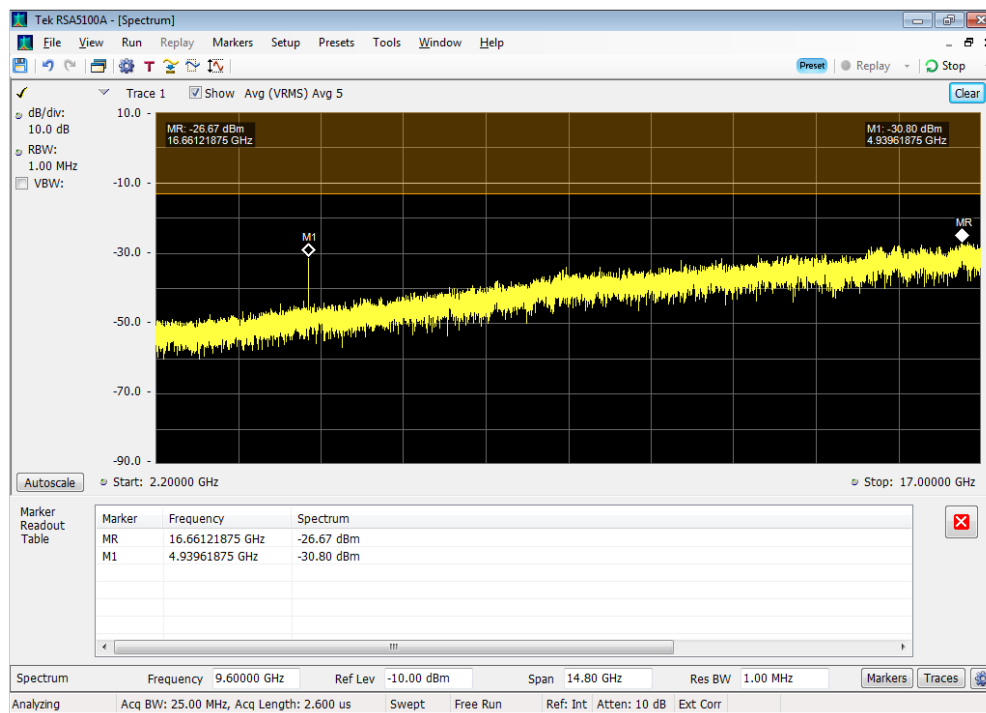 Tek RSA5100A - [Spectrum]
File View Run Replay Markers Setup Presets Tools Window Help
T Preset Replay Stop
Trace 1 Show Avg (VRMS) Avg 5 Clear
dB/div:
10.0 dB
RBW:
1.00 MHz
VBW:
10.0 -
-10.0 -
-30.0 -
-50.0 -
-70.0 -
-90.0 -
MR: -26.67 dBm
16.66121875 GHz
M1: -30.80 dBm
4.93961875 GHz
M1
MR
Autoscale Start: 2.20000 GHz Stop: 17.00000 GHz
Marker
Readout
Table
Marker Frequency Spectrum
MR 16.66121875 GHz -26.67 dBm
M1 4.93961875 GHz -30.80 dBm
Spectrum Frequency 9.60000 GHz Ref Lev -10.00 dBm Span 14.80 GHz Res BW 1.00 MHz Markers Traces
Analyzing Acq BW: 25.00 MHz, Acq Length: 2.600 us Swept Free Run Ref: Int Atten: 10 dB Ext Corr